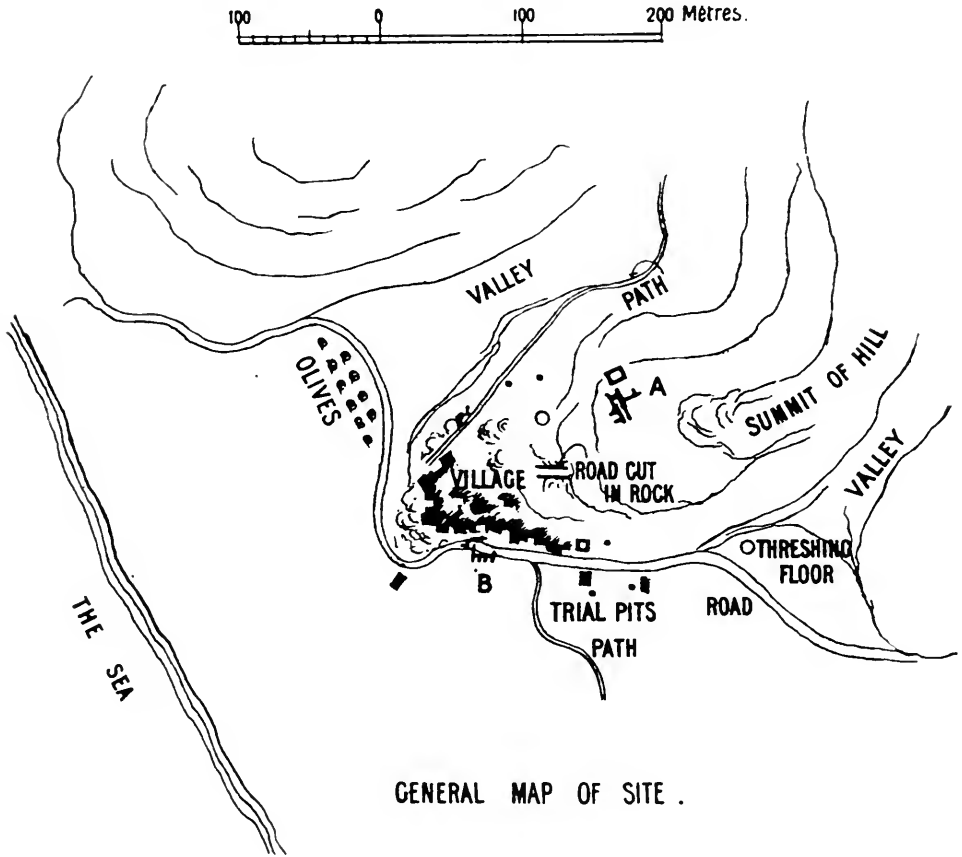 100 0 100 200 Mètres.
VALLEY
PATH
OLIVES
SUMMIT OF HILL
A
VALLEY
VILLAGE
ROAD CUT
IN ROCK
THRESHING
FLOOR
B
TRIAL PITS
ROAD
PATH
THE SEA
GENERAL MAP OF SITE.